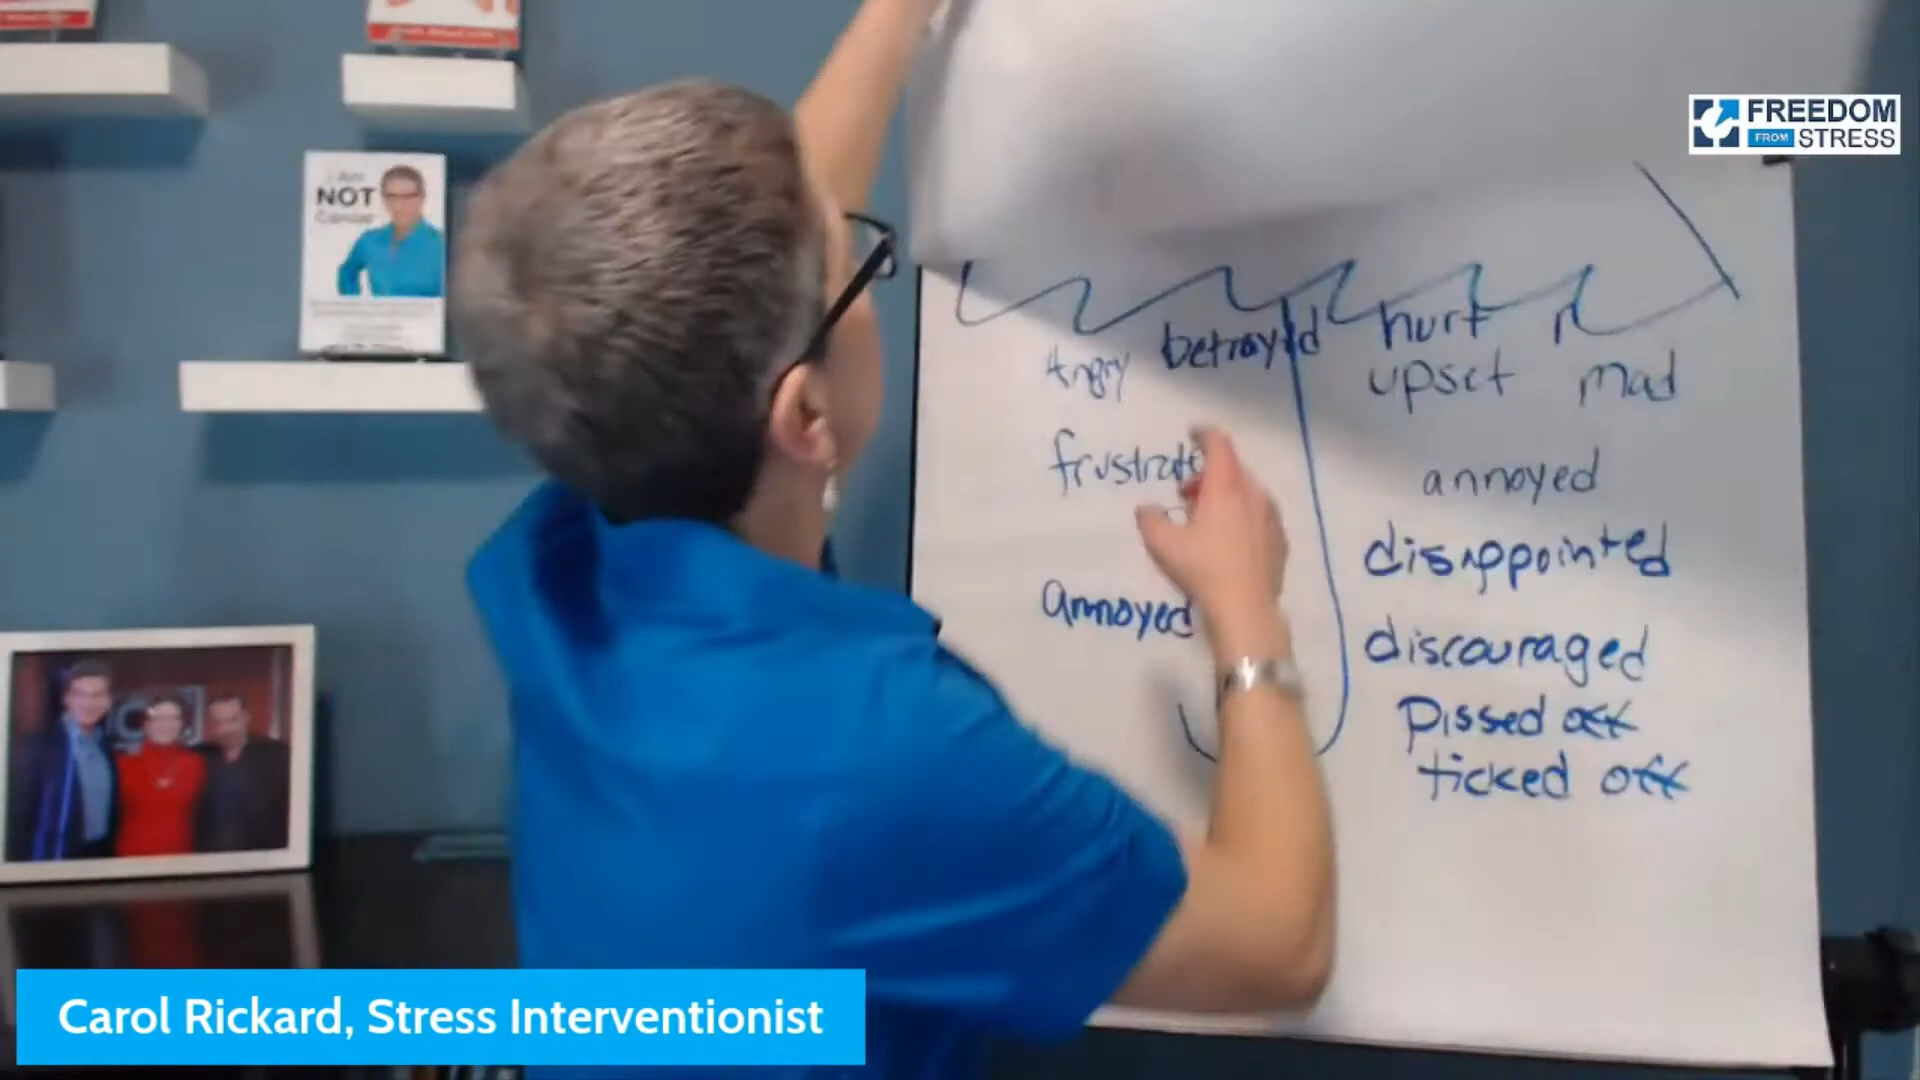 FREEDOM
FROM STRESS
I Am
NOT
Cancer
betrayed hurt
Angry upset mad
frustrate
annoyed
disappointed
annoyed
discouraged
pissed off
ticked off
Carol Rickard, Stress Interventionist